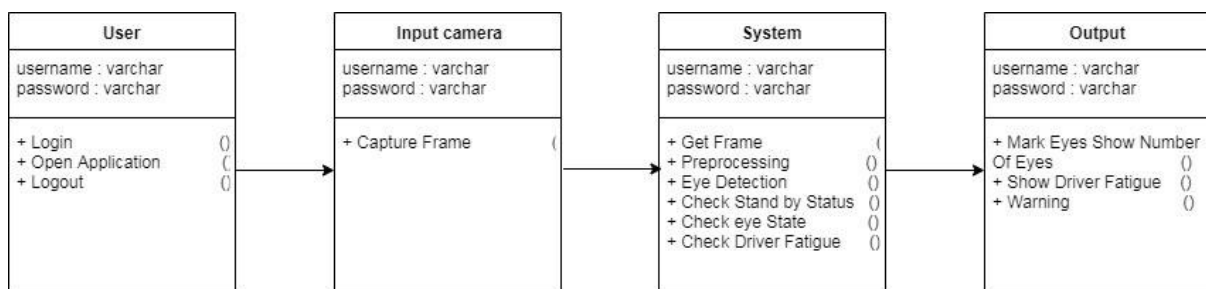 User
username : varchar
password : varchar
+ Login ()
+ Open Application (
+ Logout ()
Input camera
username : varchar
password : varchar
+ Capture Frame (
System
username : varchar
password : varchar
+ Get Frame (
+ Preprocessing ()
+ Eye Detection ()
+ Check Stand by Status ()
+ Check eye State ()
+ Check Driver Fatigue ()
Output
username : varchar
password : varchar
+ Mark Eyes Show Number
Of Eyes ()
+ Show Driver Fatigue ()
+ Warning ()